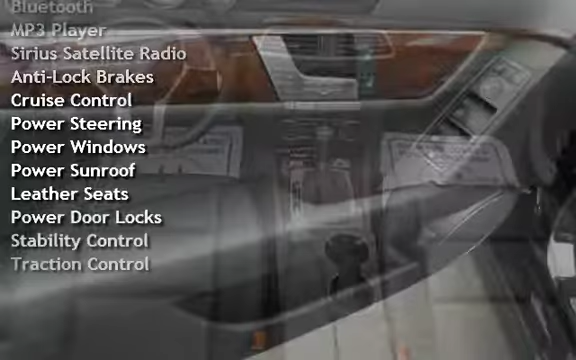 Bluetooth
MP3 Player
Sirius Satellite Radio
Anti-Lock Brakes
Cruise Control
Power Steering
Power Windows
Power Sunroof
Leather Seats
Power Door Locks
Stability Control
Traction Control